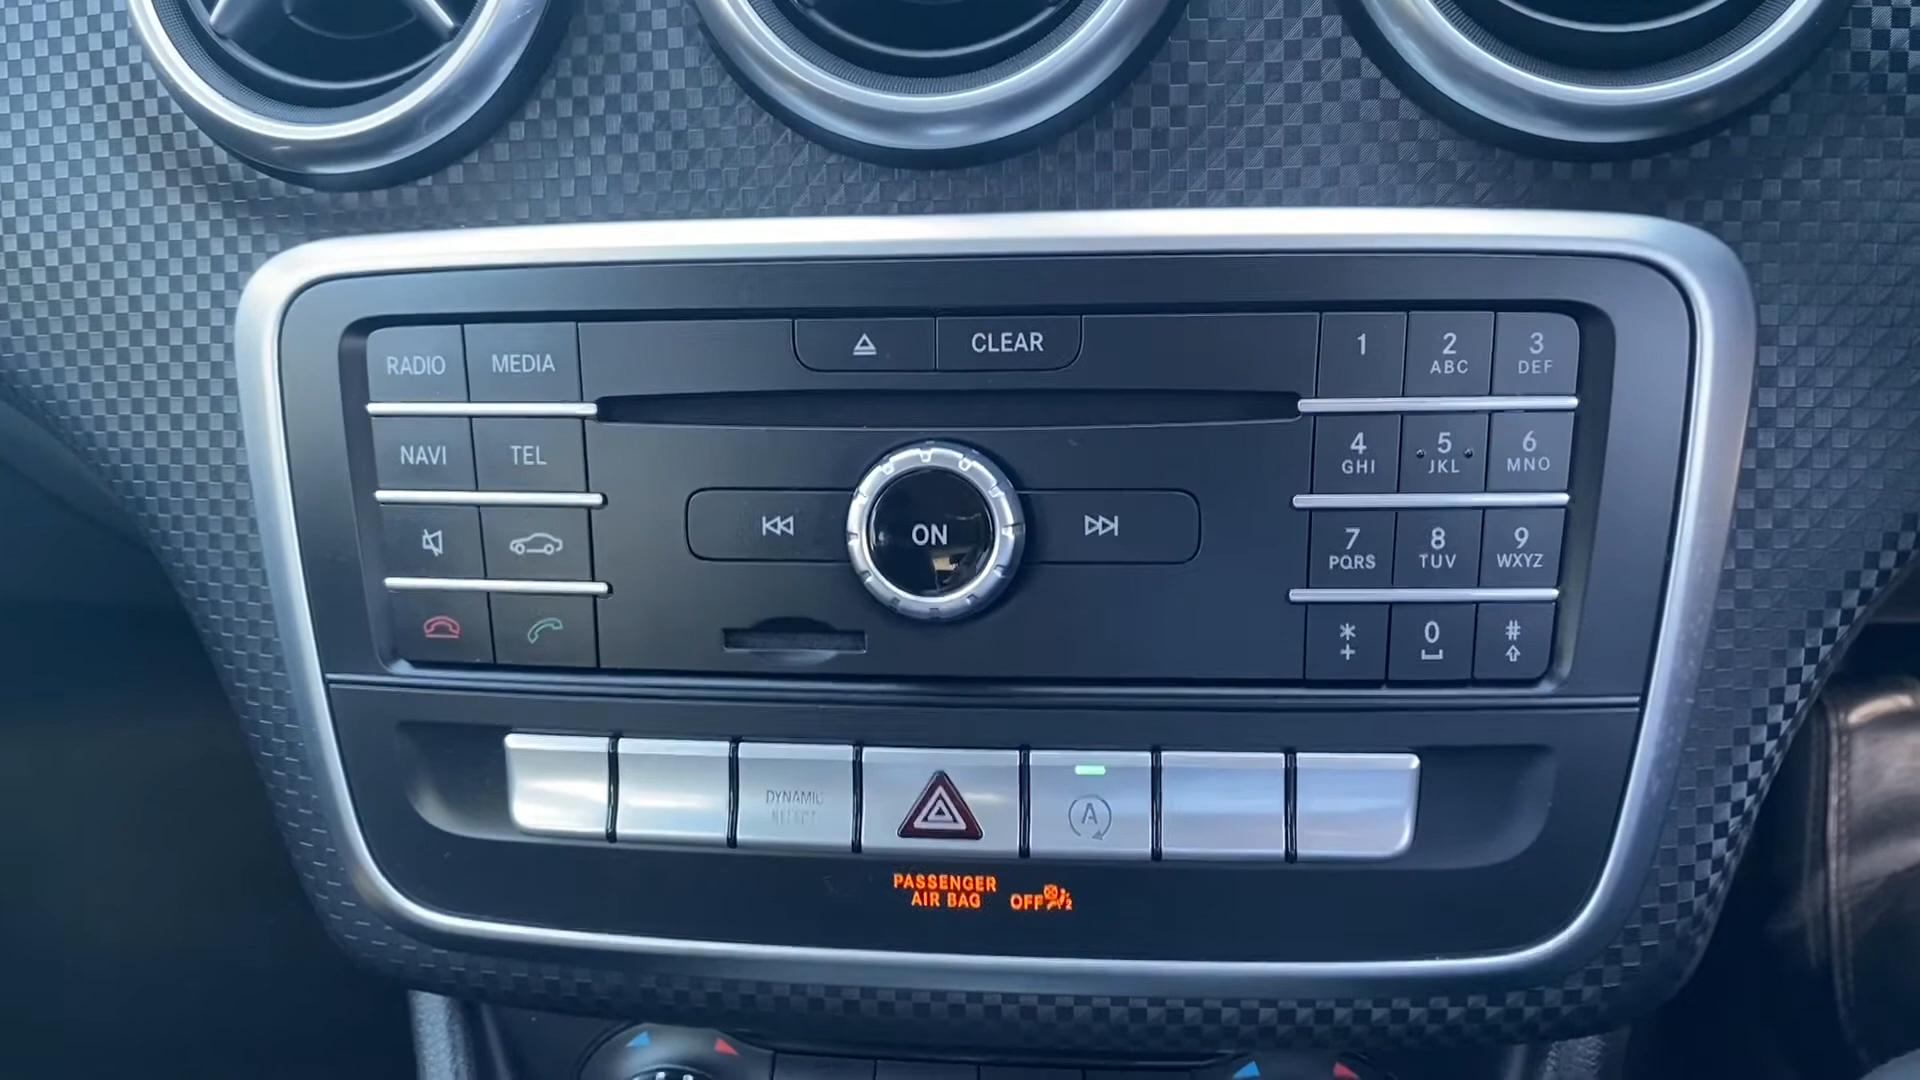 CLEAR
1
2
3
RADIO
MEDIA
ABC
DEF
NAVI
TEL
4
5
6
GHI
JKL
MNO
ON
7
8
9
PQRS
TUV
WXYZ
*
0
#
+
DYNAMIC
A
PASSENGER
AIR BAG
OFF
2